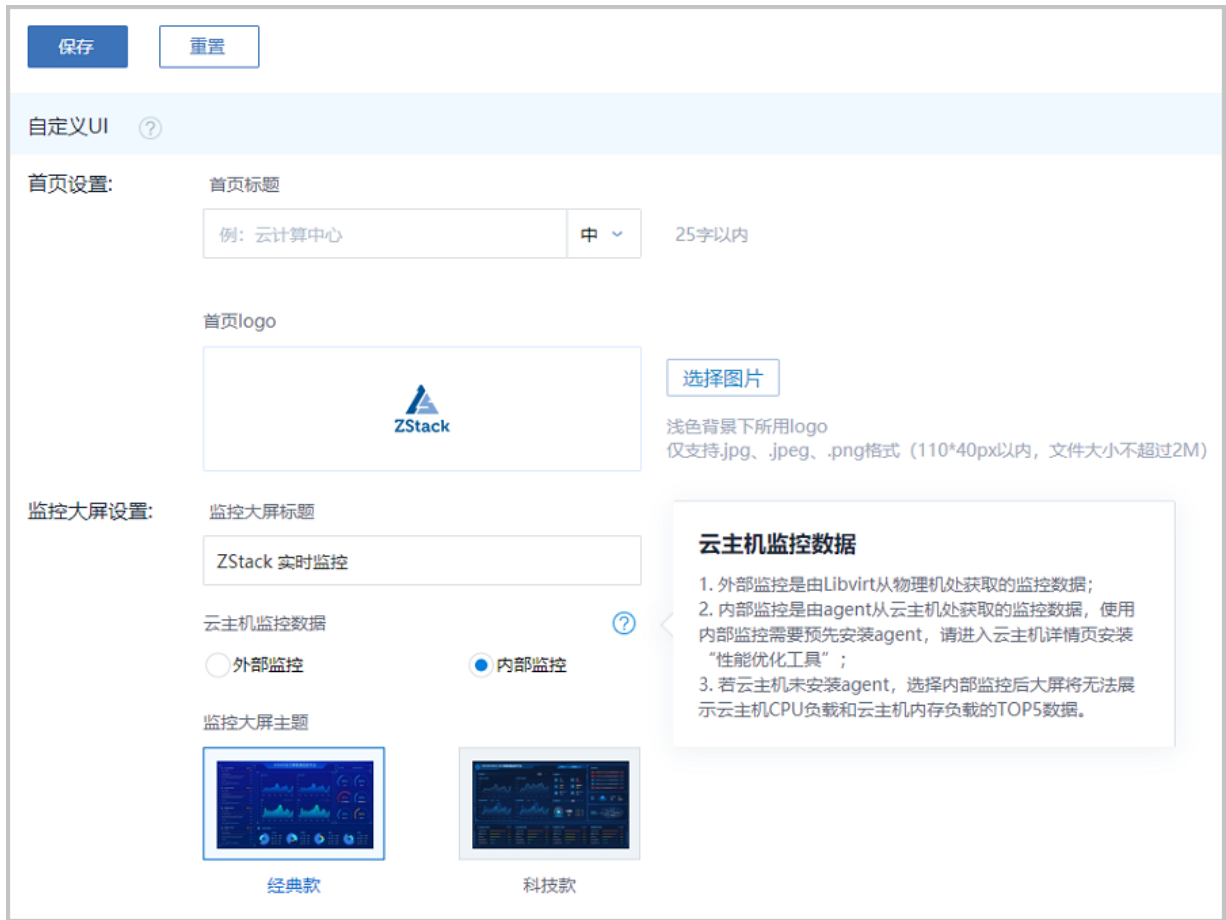 保存
重置
自定义UI
?
首页设置:
首页标题
例：云计算中心
中
25字以内
首页logo
ZStack
选择图片
浅色背景下所用logo
仅支持.jpg、.jpeg、.png格式（110*40px以内，文件大小不超过2M）
监控大屏设置:
监控大屏标题
ZStack 实时监控
云主机监控数据
?
外部监控
内部监控
云主机监控数据
1. 外部监控是由Libvirt从物理机处获取的监控数据；
2. 内部监控是由agent从云主机处获取的监控数据，使用
内部监控需要预先安装agent，请进入云主机详情页安装
“性能优化工具”；
3. 若云主机未安装agent，选择内部监控后大屏将无法展
示云主机CPU负载和云主机内存负载的TOP5数据。
监控大屏主题
经典款
科技款